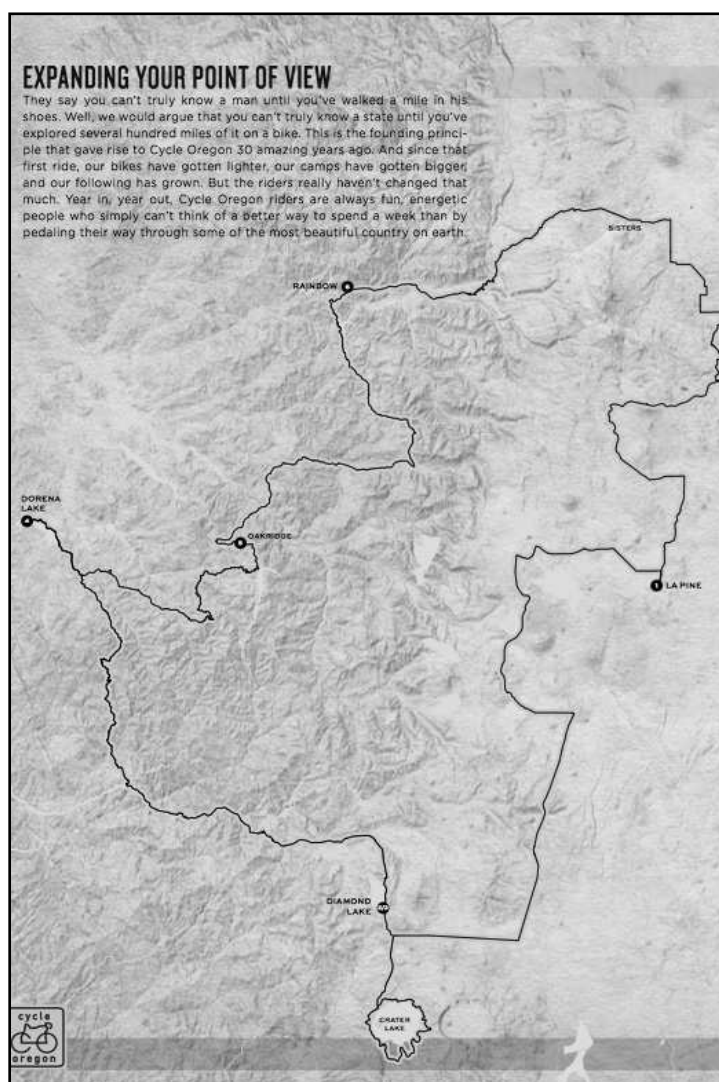 EXPANDING YOUR POINT OF VIEW
They say you can't truly know a man until you've walked a mile in his
shoes. Well, we would argue that you can't truly know a state until you've
explored several hundred miles of it on a bike. This is the founding princi-
ple that gave rise to Cycle Oregon 30 amazing years ago. And since that
first ride, our bikes have gotten lighter, our camps have gotten bigger,
and our following has grown. But the riders really haven't changed that
much. Year in, year out, Cycle Oregon riders are always fun, energetic
people who simply can't think of a better way to spend a week than by
pedaling their way through some of the most beautiful country on earth.
SISTERS
RAINBOW
DORENA
LAKE
4
OAKRIDGE
1 LA PINE
DIAMOND
LAKE
CRATER
LAKE
cycle
oregon